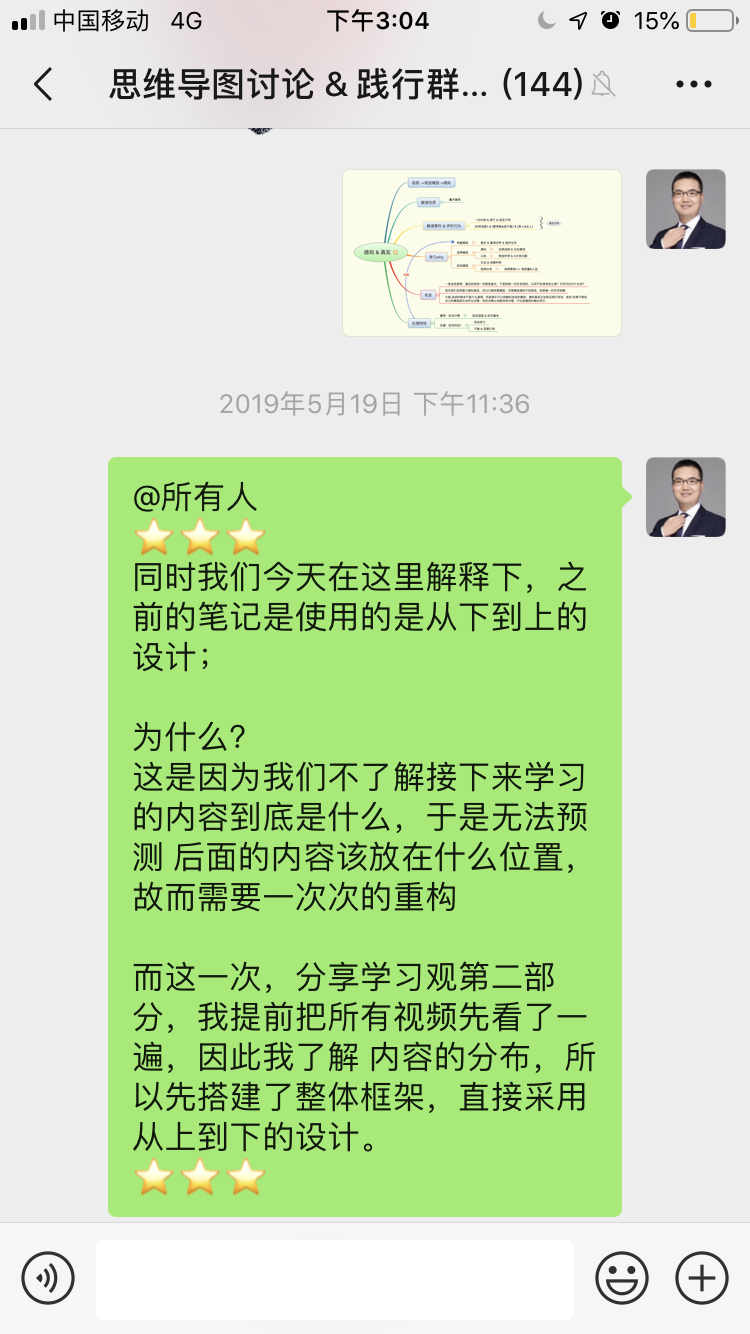 中国移动 4G 下午3:04 15%
思维导图讨论 & 践行群... (144)
感知 & 真实
学习why
2019年5月19日 下午11:36
@所有人
同时我们今天在这里解释下，之
前的笔记是使用的是从下到上的
设计；
为什么？
这是因为我们不了解接下来学习
的内容到底是什么，于是无法预
测 后面的内容该放在什么位置，
故而需要一次次的重构
而这一次，分享学习观第二部
分，我提前把所有视频先看了一
遍，因此我了解 内容的分布，所
以先搭建了整体框架，直接采用
从上到下的设计。